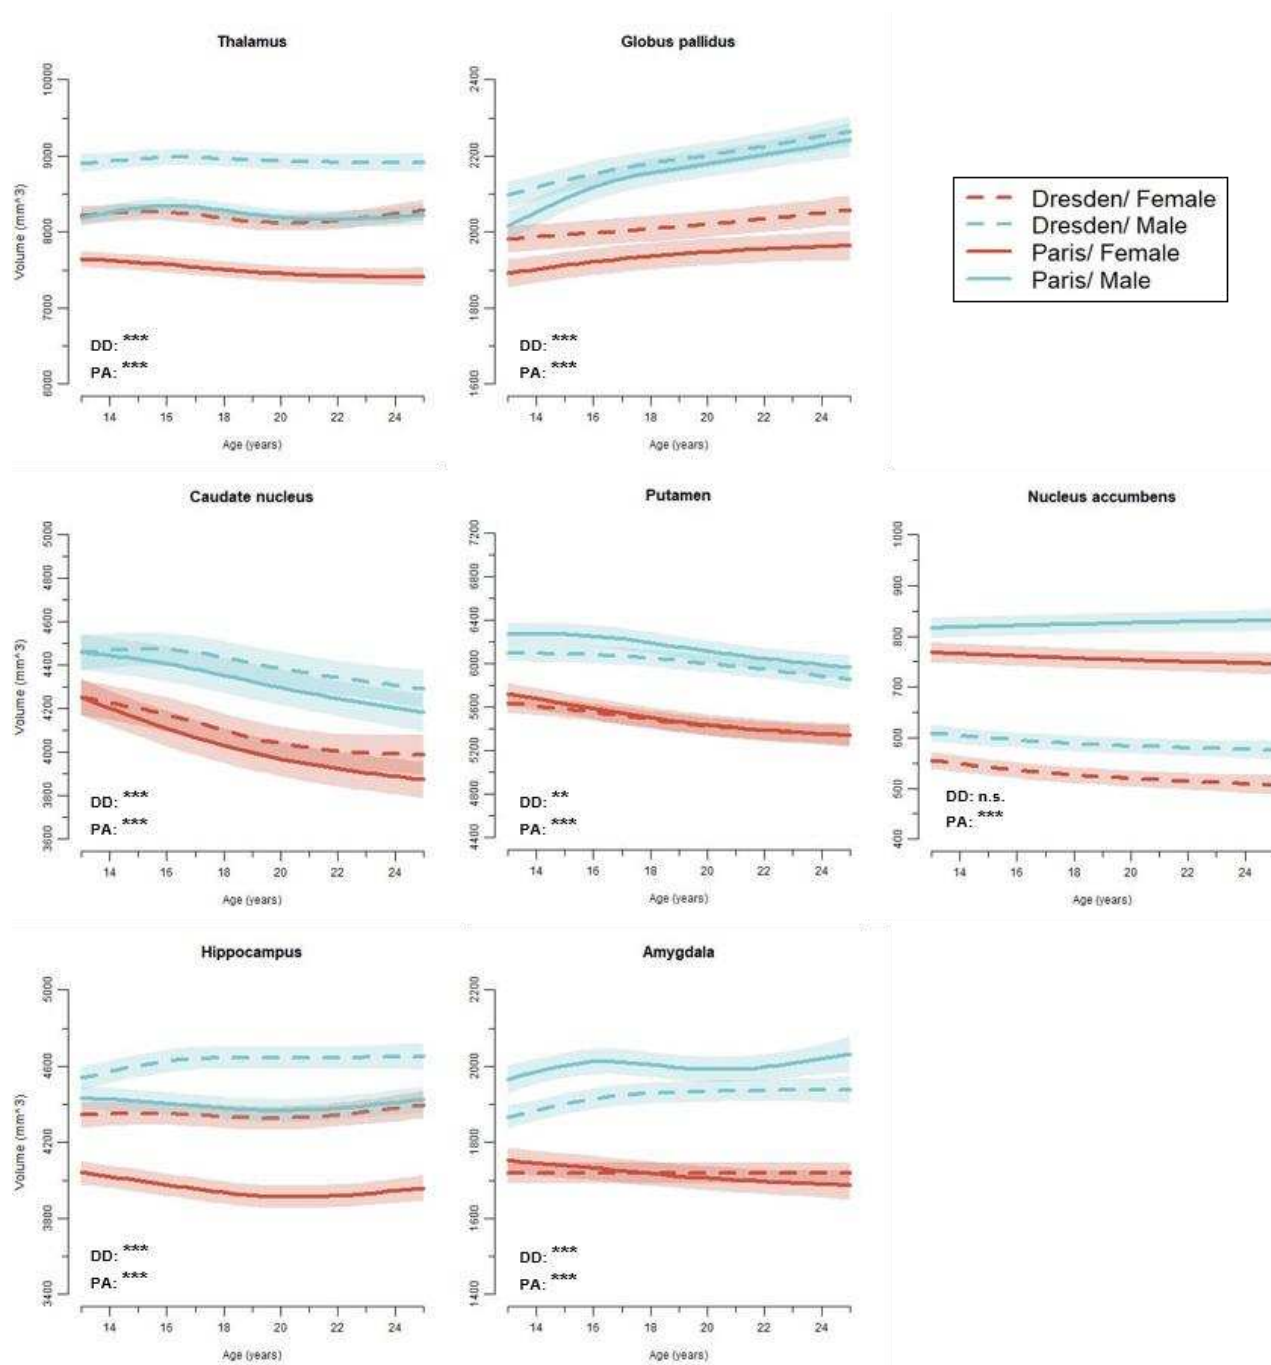 Thalamus
Volume (mm^3)
10000
9000
8000
7000
6000
DD: ***
PA: ***
14 16 18 20 22 24
Age (years)
Globus pallidus
2400
2200
2000
1800
1600
DD: ***
PA: ***
14 16 18 20 22 24
Age (years)
Dresden/ Female
Dresden/ Male
Paris/ Female
Paris/ Male
Caudate nucleus
Volume (mm^3)
5000
4800
4600
4400
4200
4000
3800
3600
DD: ***
PA: ***
14 16 18 20 22 24
Age (years)
Putamen
7200
6800
6400
6000
5600
5200
4800
4400
DD: **
PA: ***
14 16 18 20 22 24
Age (years)
Nucleus accumbens
1000
900
800
700
600
500
400
DD: n.s.
PA: ***
14 16 18 20 22 24
Age (years)
Hippocampus
Volume (mm^3)
5000
4600
4200
3800
3400
DD: ***
PA: ***
14 16 18 20 22 24
Age (years)
Amygdala
2200
2000
1800
1600
1400
DD: ***
PA: ***
14 16 18 20 22 24
Age (years)